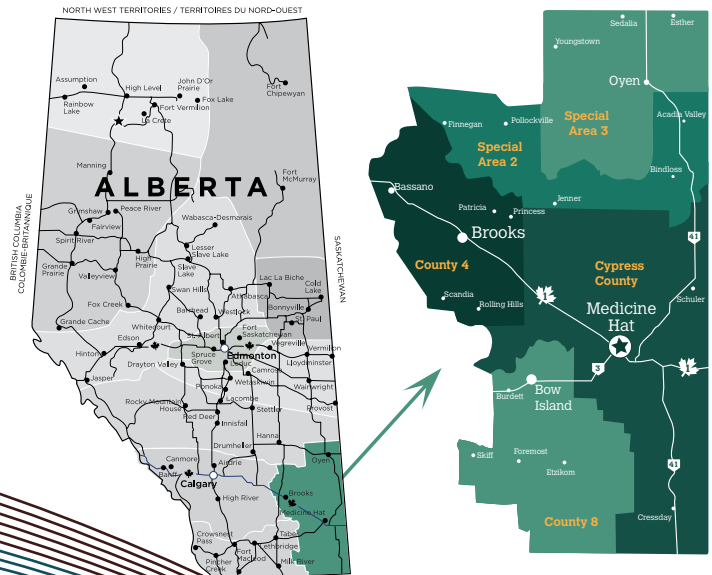 NORTH WEST TERRITORIES / TERRITOIRES DU NORD-OUEST
BRITISH COLUMBIA
COLOMBIE-BRITANNIQUE
SASKATCHEWAN
ALBERTA
Assumption
High Level
John D'Or
Prairie
Fort
Chipewyan
Rainbow
Lake
Fort Vermilion
Fox Lake
La Crete
Manning
Fort
McMurray
Grimshaw
Peace River
Fairview
Wabasca-Desmarais
Spirit River
High
Prairie
Lesser
Slave Lake
Grande
Prairie
Valleyview
Slave
Lake
Lac La Biche
Cold
Lake
Swan Hills
Athabasca
Bonnyville
Fox Creek
Barrhead
Westlock
St. Paul
Grande Cache
Whitecourt
Fort
Saskatchewan
Edson
St. Albert
Vegreville
Vermilion
Hinton
Spruce
Grove
Edmonton
Lloydminster
Drayton Valley
Leduc
Camrose
Jasper
Wetaskiwin
Ponoka
Wainwright
Rocky Mountain
House
Lacombe
Stettler
Provost
Red Deer
Innisfail
Hanna
Drumheller
Oyen
Canmore
Airdrie
Banff
Calgary
Brooks
High River
Medicine Hat
Crowsnest
Pass
Taber
Lethbridge
Fort
Macleod
Pincher
Creek
Milk River
Sedalia
Esther
Youngstown
Oyen
Special
Area 3
Acadia Valley
Finnegan
Pollockville
Special
Area 2
Bindloss
Bassano
Jenner
Patricia
Princess
Brooks
41
County 4
Cypress
County
Scandia
Rolling Hills
1
Schuler
Medicine
Hat
3
1
Burdett
Bow
Island
Skiff
Foremost
Etzikom
41
Cressday
County 8